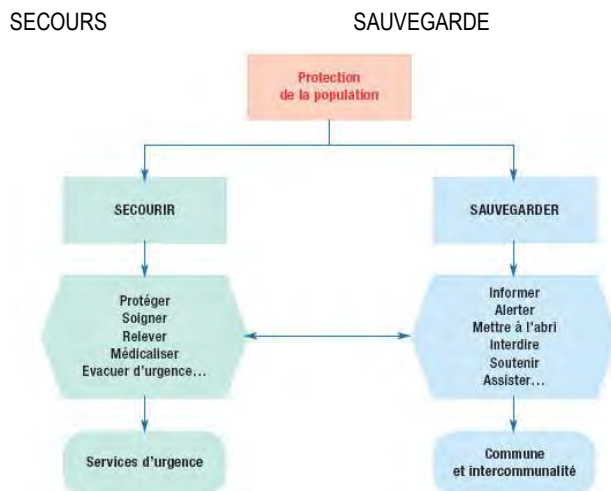 SECOURS
SAUVEGARDE
Protection
de la population
SECOURIR
SAUVEGARDER
Protéger
Soigner
Relever
Médicaliser
Evacuer d'urgence…
Informer
Alerter
Mettre à l'abri
Interdire
Soutenir
Assister…
Services d'urgence
Commune
et intercommunalité